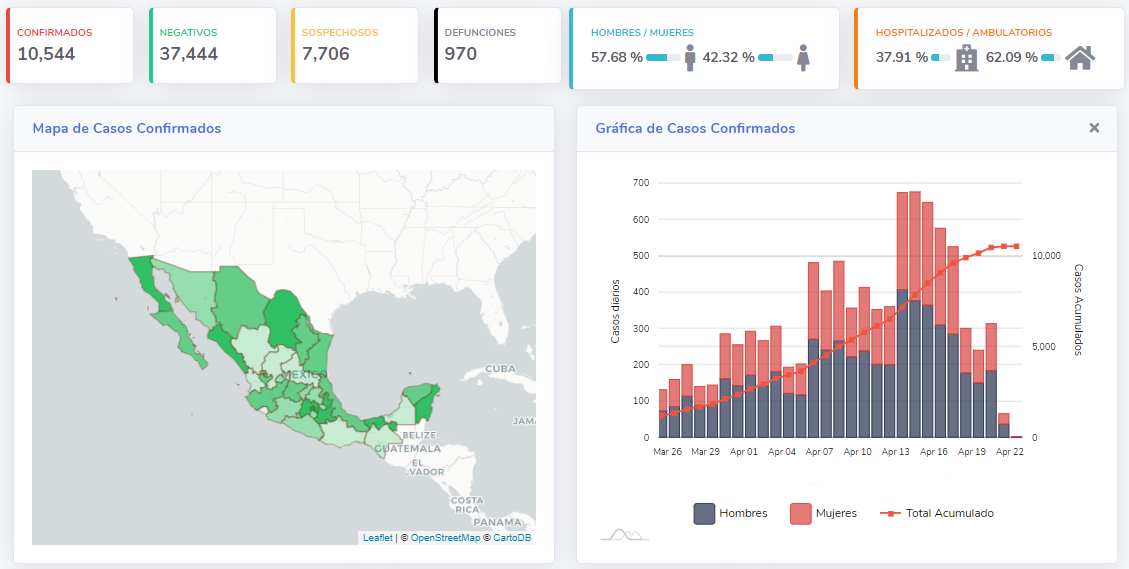 CONFIRMADOS
10,544
NEGATIVOS
37,444
SOSPECHOSOS
7,706
DEFUNCIONES
970
HOMBRES / MUJERES
57.68 % 42.32 %
HOSPITALIZADOS / AMBULATORIOS
37.91 % 62.09 %
Mapa de Casos Confirmados
MÉXICO
CUBA
JAMA
BELIZE
GUATEMALA
EL
VADOR
COSTA
RICA
PANAMA
Leaflet | © OpenStreetMap © CartoDB
Gráfica de Casos Confirmados ×
700
600
500
400
300
200
100
0
Casos diarios
10,000
5,000
0
Casos Acumulados
Mar 26 Mar 29 Apr 01 Apr 04 Apr 07 Apr 10 Apr 13 Apr 16 Apr 19 Apr 22
Hombres Mujeres Total Acumulado